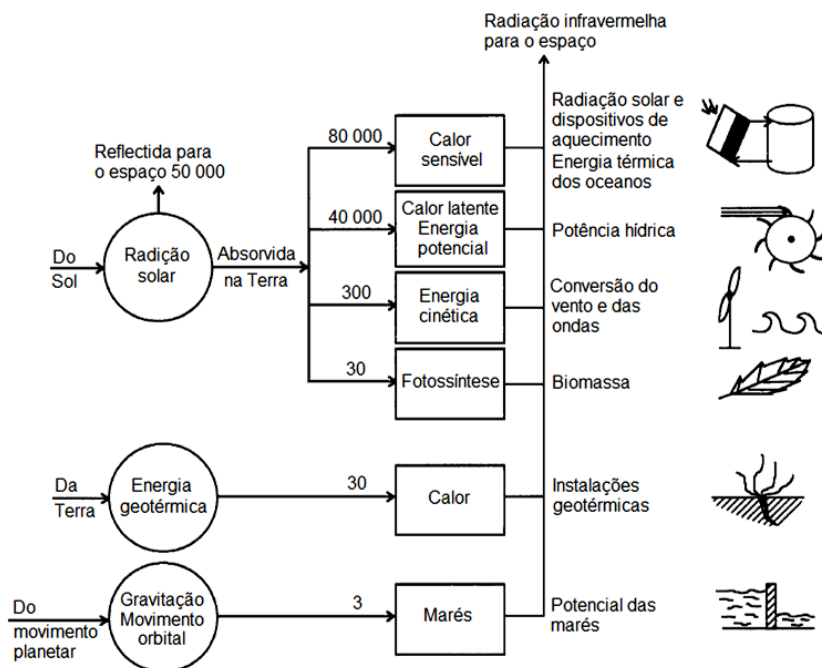 Radiação infravermelha
para o espaço
Reflectida para
o espaço 50 000
Do
Sol
Radição
solar
Absorvida
na Terra
80 000
Calor
sensível
Radiação solar e
dispositivos de
aquecimento
Energia térmica
dos oceanos
40 000
Calor latente
Energia
potencial
Potência hídrica
300
Energia
cinética
Conversão do
vento e das
ondas
30
Fotossíntese
Biomassa
Da
Terra
Energia
geotérmica
30
Calor
Instalações
geotérmicas
Do
movimento
planetar
Gravitação
Movimento
orbital
3
Marés
Potencial das
marés